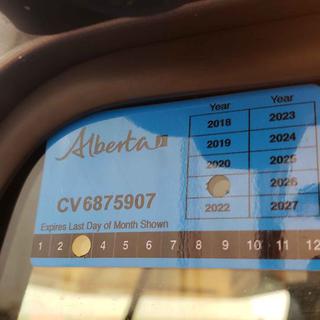 Year Year
2018 2023
2019 2024
2020 2025
2026
2022 2027
Alberta
CV6875907
Expires Last Day of Month Shown
1 2 4 5 6 7 8 9 10 11 12